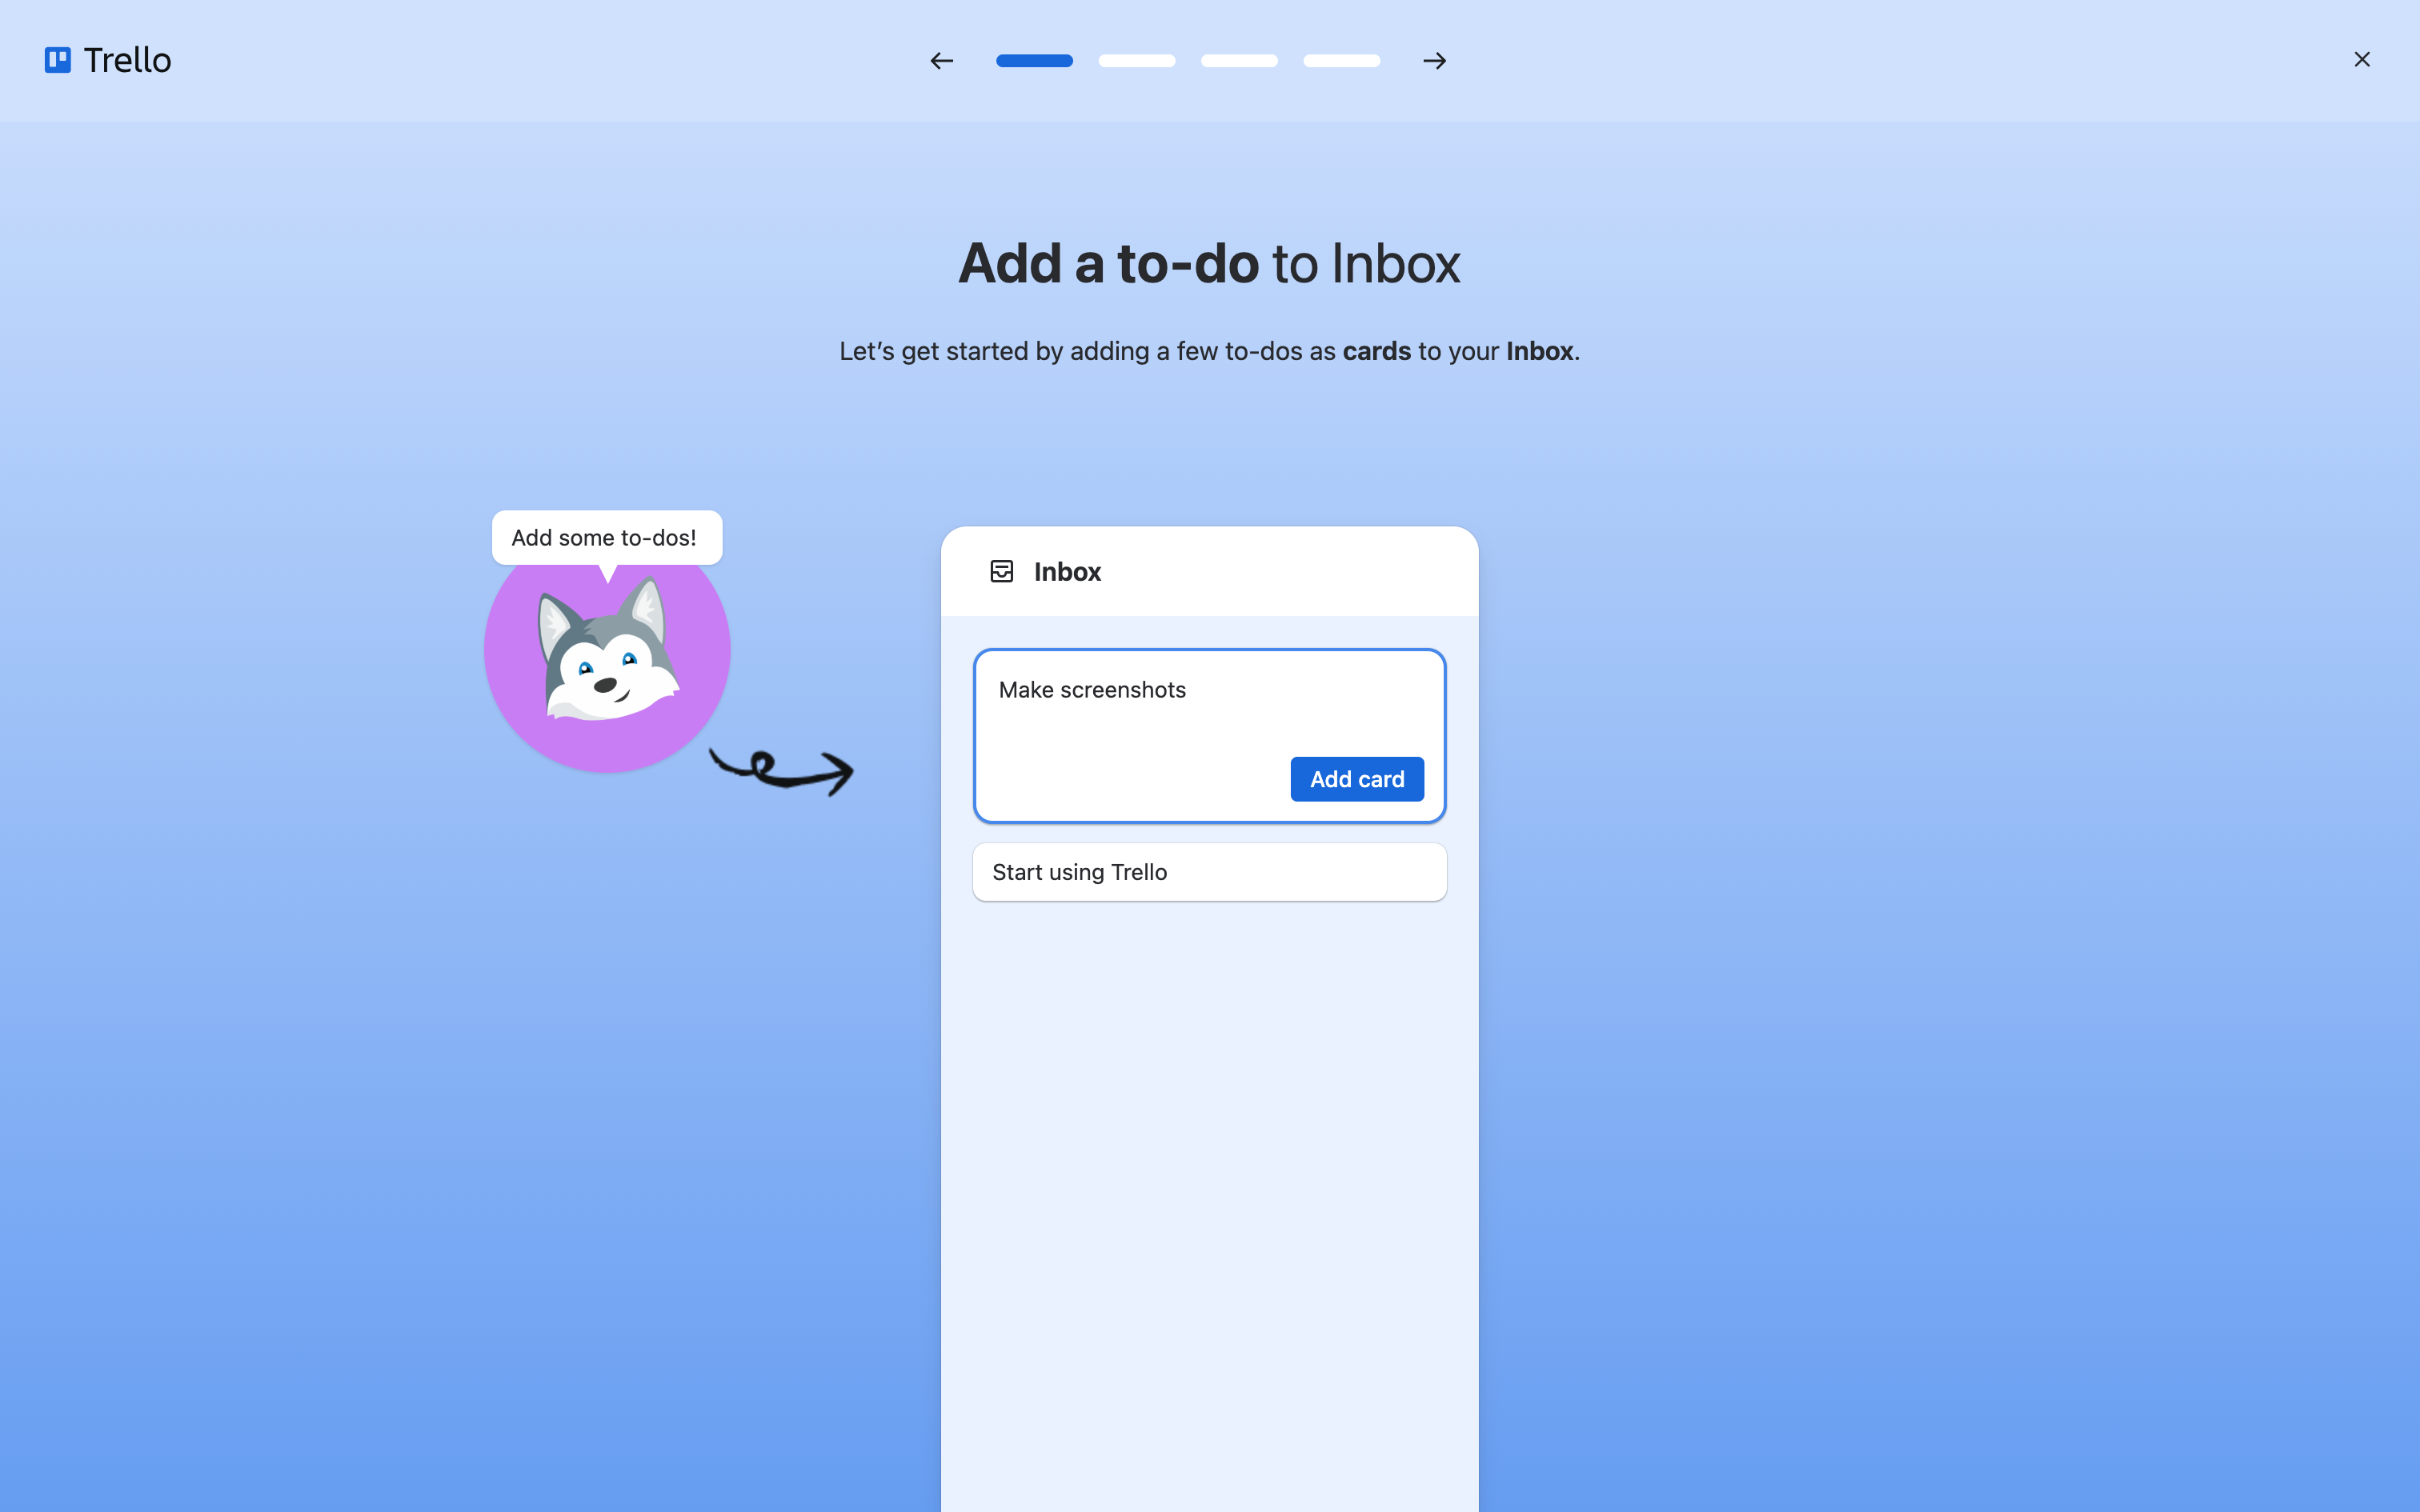 Trello
Add a to-do to Inbox
Let’s get started by adding a few to-dos as cards to your Inbox.
Add some to-dos!
Inbox
Make screenshots
Add card
Start using Trello